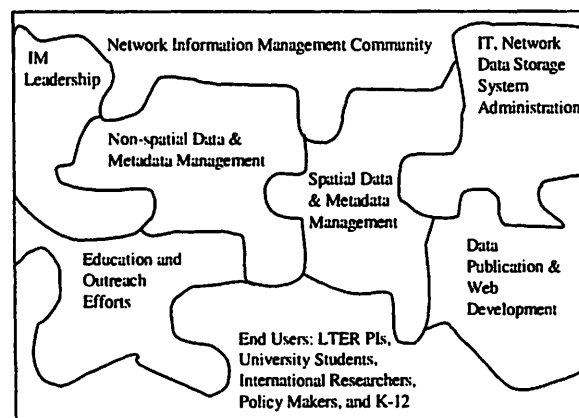 Network Information Management Community
IM
Leadership
IT, Network
Data Storage
System
Administration
Non-spatial Data &
Metadata Management
Spatial Data
& Metadata
Management
Education and
Outreach
Efforts
Data
Publication &
Web
Development
End Users: LTER PIs,
University Students,
International Researchers,
Policy Makers, and K-12